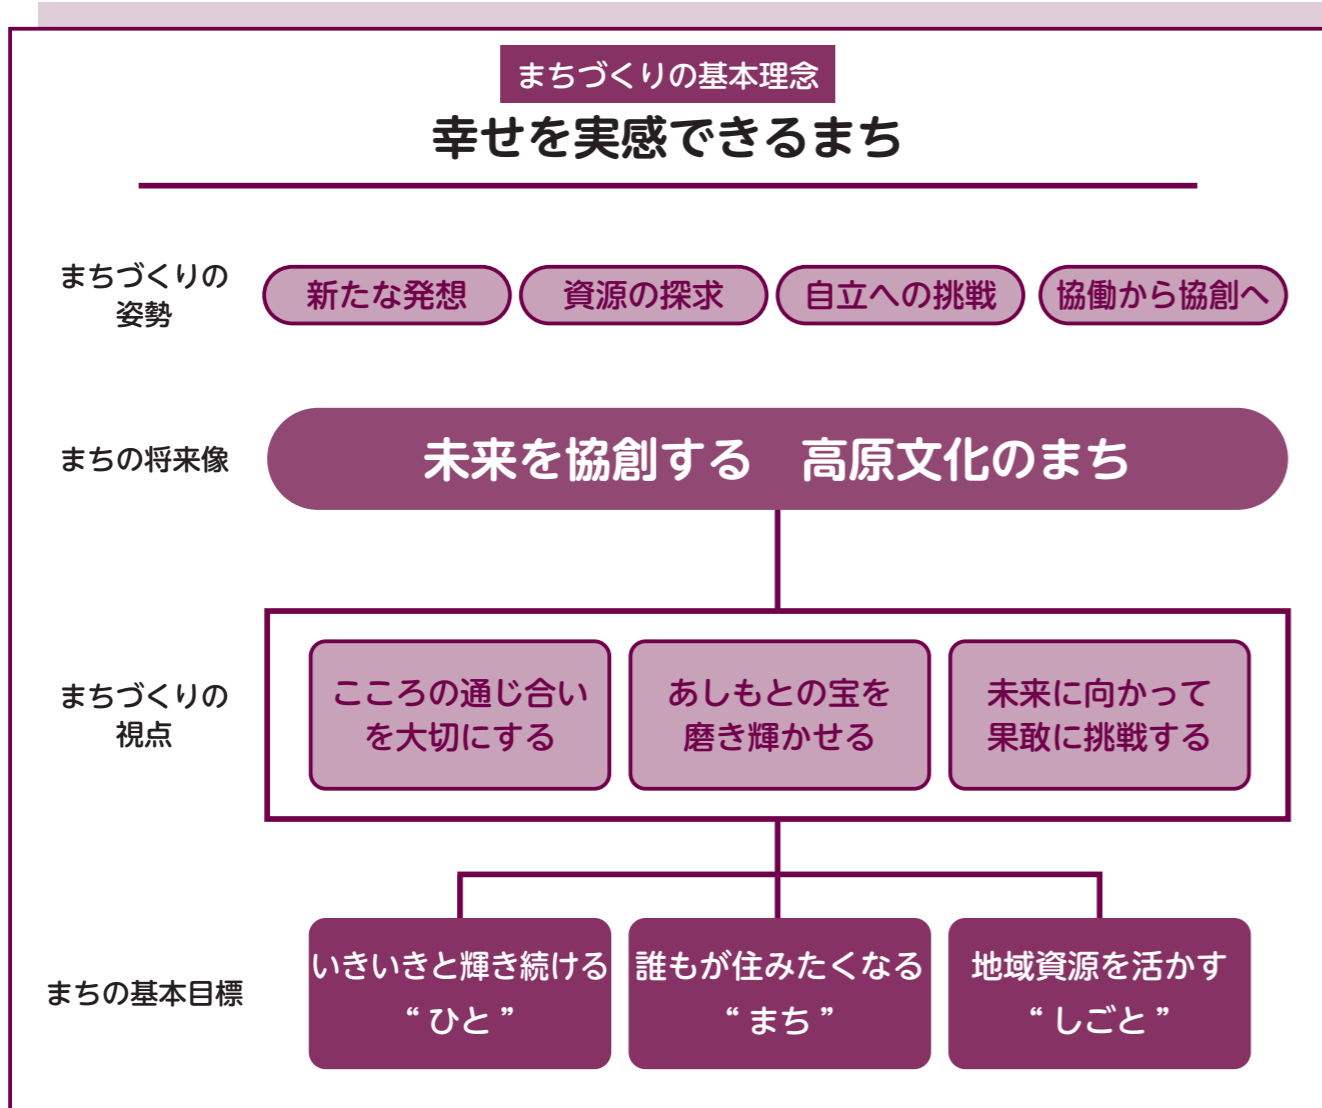 まちづくりの基本理念
幸せを実感できるまち
まちづくりの
姿勢
新たな発想
資源の探求
自立への挑戦
協働から協創へ
まちの将来像
未来を協創する　高原文化のまち
まちづくりの
視点
こころの通じ合い
を大切にする
あしもとの宝を
磨き輝かせる
未来に向かって
果敢に挑戦する
まちの基本目標
いきいきと輝き続ける
“ ひと ”
誰もが住みたくなる
“ まち ”
地域資源を活かす
“ しごと ”